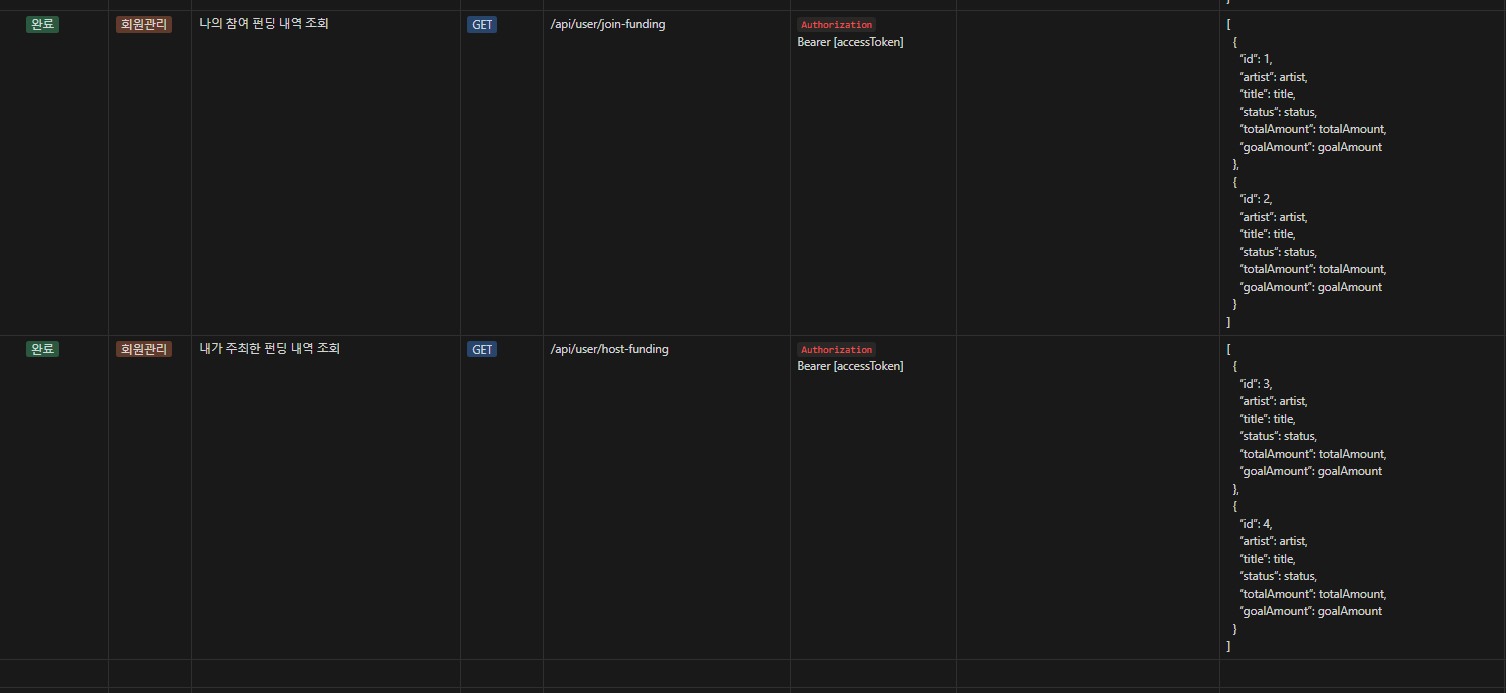 }
완료 회원관리 나의 참여 펀딩 내역 조회 GET /api/user/join-funding Authorization [
Bearer [accessToken] {
"id": 1,
"artist": artist,
"title": title,
"status": status,
"totalAmount": totalAmount,
"goalAmount": goalAmount
},
{
"id": 2,
"artist": artist,
"title": title,
"status": status,
"totalAmount": totalAmount,
"goalAmount": goalAmount
}
]
완료 회원관리 내가 주최한 펀딩 내역 조회 GET /api/user/host-funding Authorization [
Bearer [accessToken] {
"id": 3,
"artist": artist,
"title": title,
"status": status,
"totalAmount": totalAmount,
"goalAmount": goalAmount
},
{
"id": 4,
"artist": artist,
"title": title,
"status": status,
"totalAmount": totalAmount,
"goalAmount": goalAmount
}
]